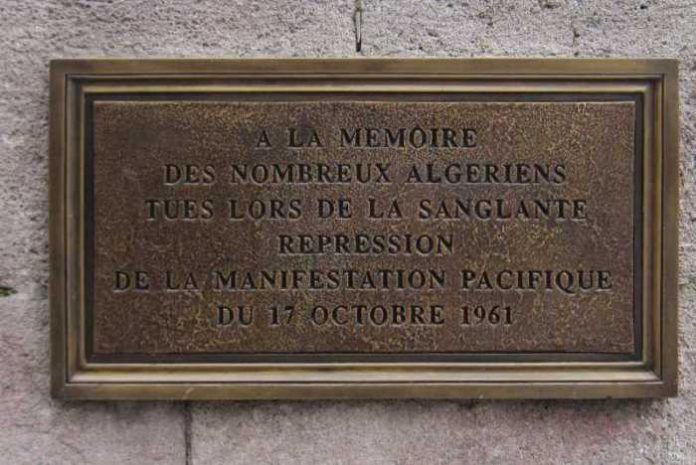 A LA MEMOIRE
DES NOMBREUX ALGERIENS
TUES LORS DE LA SANGLANTE
REPRESSION
DE LA MANIFESTATION PACIFIQUE
DU 17 OCTOBRE 1961